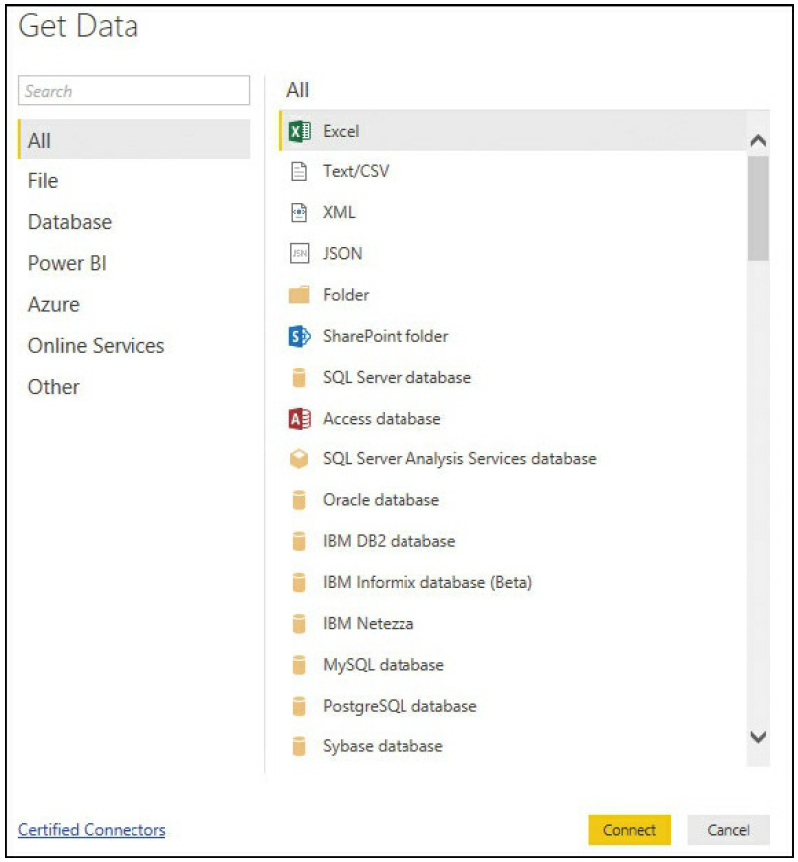 Get Data
Search
All
File
Database
Power BI
Azure
Online Services
Other
All
Excel
Text/CSV
XML
JSON
Folder
SharePoint folder
SQL Server database
Access database
SQL Server Analysis Services database
Oracle database
IBM DB2 database
IBM Informix database (Beta)
IBM Netezza
MySQL database
PostgreSQL database
Sybase database
Certified Connectors
Connect
Cancel